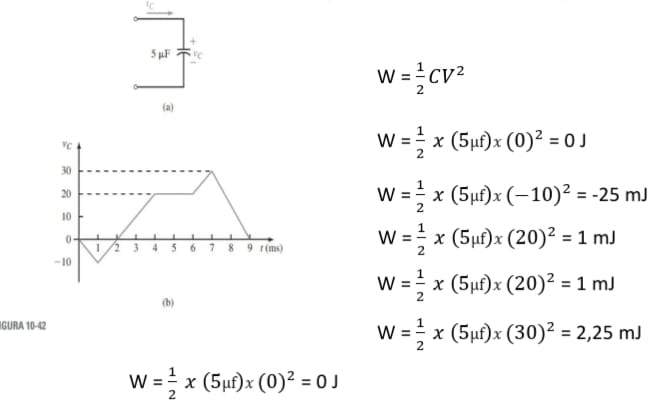 iC
5 μF
+
vC
−
(a)
vC
30
20
10
0
−10
1 2 3 4 5 6 7 8 9 t (ms)
(b)
IGURA 10-42
W = 1/2 CV²
W = 1/2 x (5µf)x (0)² = 0 J
W = 1/2 x (5µf)x (−10)² = -25 mJ
W = 1/2 x (5µf)x (20)² = 1 mJ
W = 1/2 x (5µf)x (20)² = 1 mJ
W = 1/2 x (5µf)x (30)² = 2,25 mJ
W = 1/2 x (5µf)x (0)² = 0 J